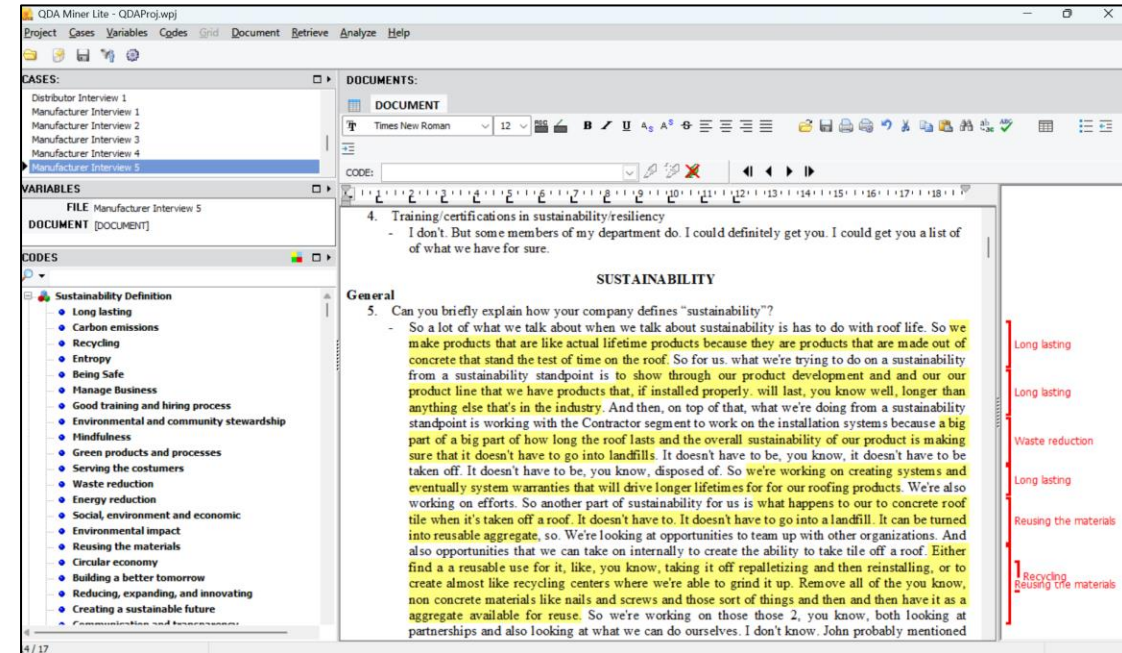 QDA Miner Lite - QDAProj.wpj
Project Cases Variables Codes Grid Document Retrieve Analyze Help
CASES:
Distributor Interview 1
Manufacturer Interview 1
Manufacturer Interview 2
Manufacturer Interview 3
Manufacturer Interview 4
Manufacturer Interview 5
VARIABLES
FILE Manufacturer Interview 5
DOCUMENT [DOCUMENT]
CODES
Sustainability Definition
Long lasting
Carbon emissions
Recycling
Entropy
Being Safe
Manage Business
Good training and hiring process
Environmental and community stewardship
Mindfulness
Green products and processes
Serving the costumers
Waste reduction
Energy reduction
Social, environment and economic
Environmental impact
Reusing the materials
Circular economy
Building a better tomorrow
Reducing, expanding, and innovating
Creating a sustainable future
Communication and transparency
4 / 17
DOCUMENTS:
DOCUMENT
Times New Roman 12 B I U
CODE:
1 2 3 4 5 6 7 8 9 10 11 12 13 14 15 16 17 18
4. Training/certifications in sustainability/resiliency
- I don't. But some members of my department do. I could definitely get you. I could get you a list of
of what we have for sure.
SUSTAINABILITY
General
5. Can you briefly explain how your company defines “sustainability”?
- So a lot of what we talk about when we talk about sustainability is has to do with roof life. So we
make products that are like actual lifetime products because they are products that are made out of
concrete that stand the test of time on the roof. So for us. what we're trying to do on a sustainability
from a sustainability standpoint is to show through our product development and and our our
product line that we have products that, if installed properly. will last, you know well, longer than
anything else that's in the industry. And then, on top of that, what we're doing from a sustainability
standpoint is working with the Contractor segment to work on the installation systems because a big
part of a big part of how long the roof lasts and the overall sustainability of our product is making
sure that it doesn't have to go into landfills. It doesn't have to be, you know, it doesn't have to be
taken off. It doesn't have to be, you know, disposed of. So we're working on creating systems and
eventually system warranties that will drive longer lifetimes for for our roofing products. We're also
working on efforts. So another part of sustainability for us is what happens to our to concrete roof
tile when it's taken off a roof. It doesn't have to. It doesn't have to go into a landfill. It can be turned
into reusable aggregate, so. We're looking at opportunities to team up with other organizations. And
also opportunities that we can take on internally to create the ability to take tile off a roof. Either
find a a reusable use for it, like, you know, taking it off repalletizing and then reinstalling, or to
create almost like recycling centers where we're able to grind it up. Remove all of the you know,
non concrete materials like nails and screws and those sort of things and then and then have it as a
aggregate available for reuse. So we're working on those those 2, you know, both looking at
partnerships and also looking at what we can do ourselves. I don't know. John probably mentioned
Long lasting
Long lasting
Waste reduction
Long lasting
Reusing the materials
Recycling
Reusing the materials